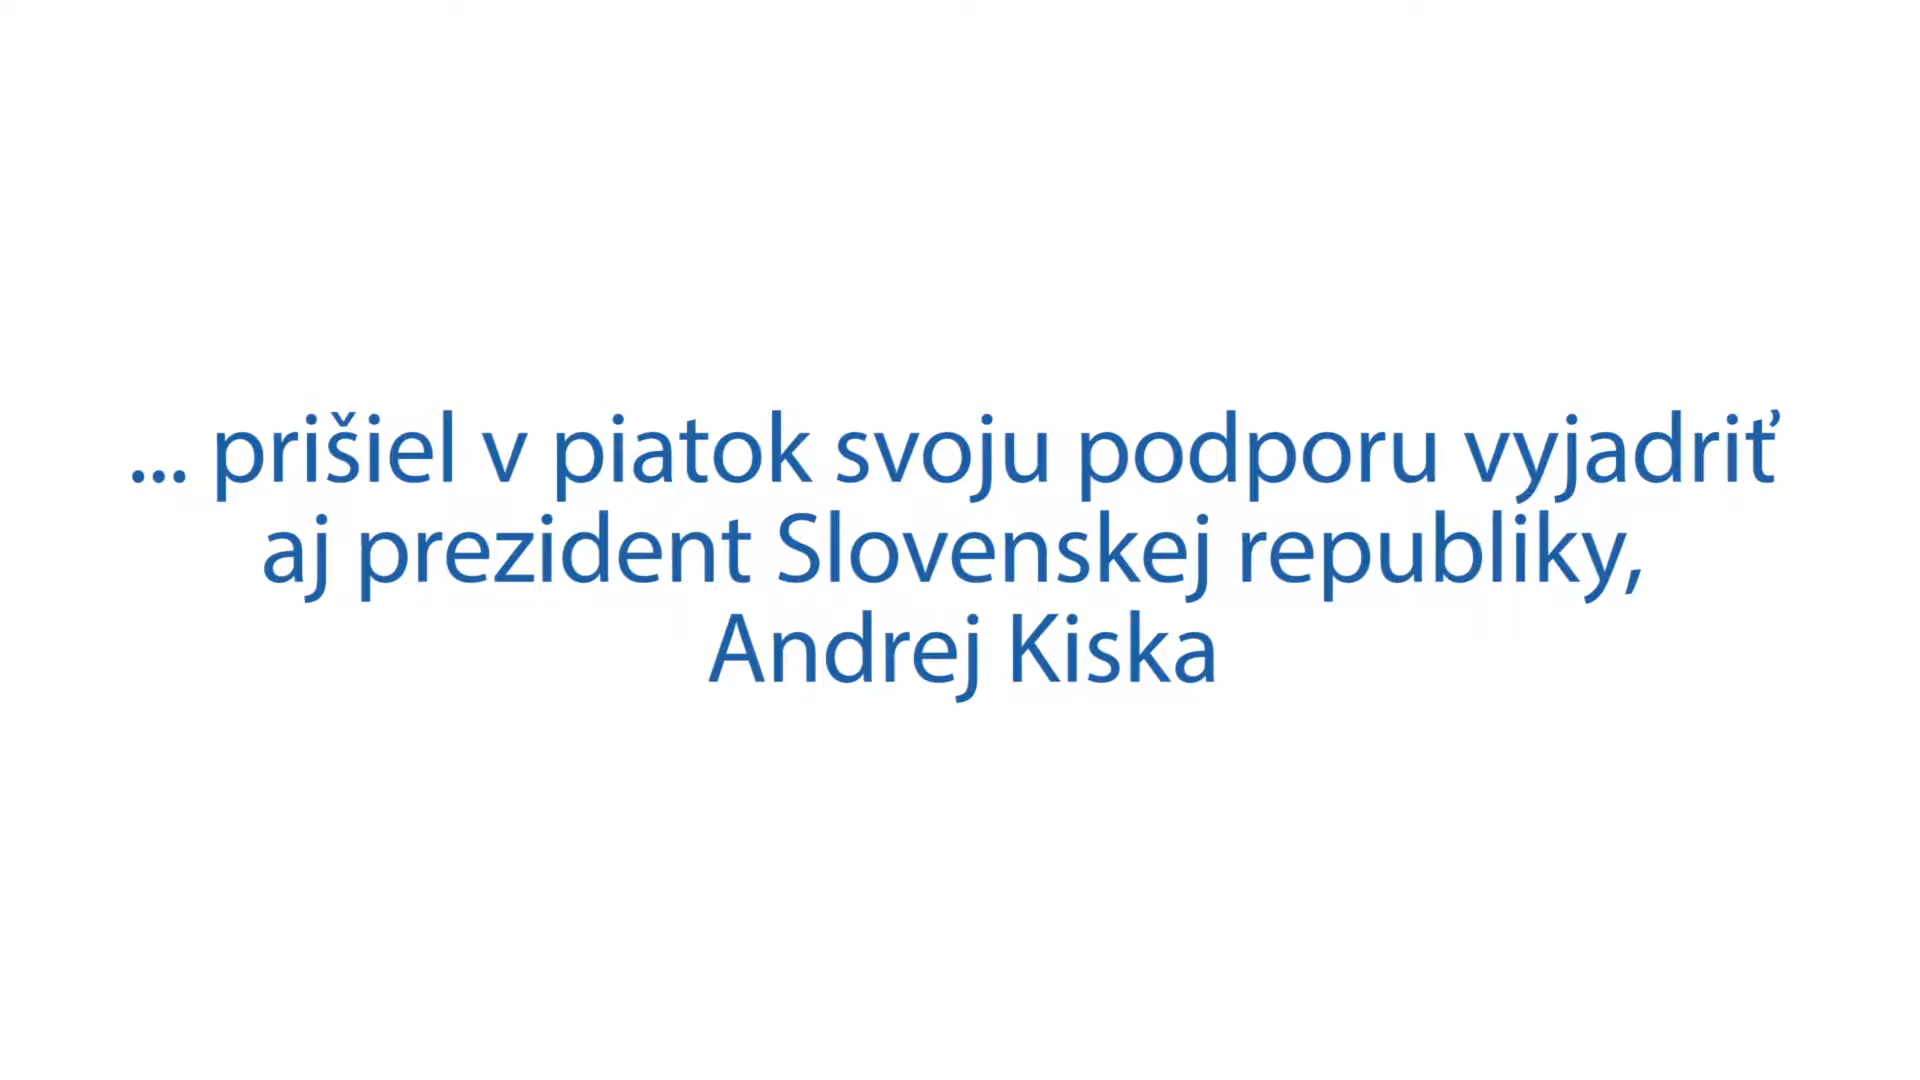 ... prišiel v piatok svoju podporu vyjadriť
aj prezident Slovenskej republiky,
Andrej Kiska